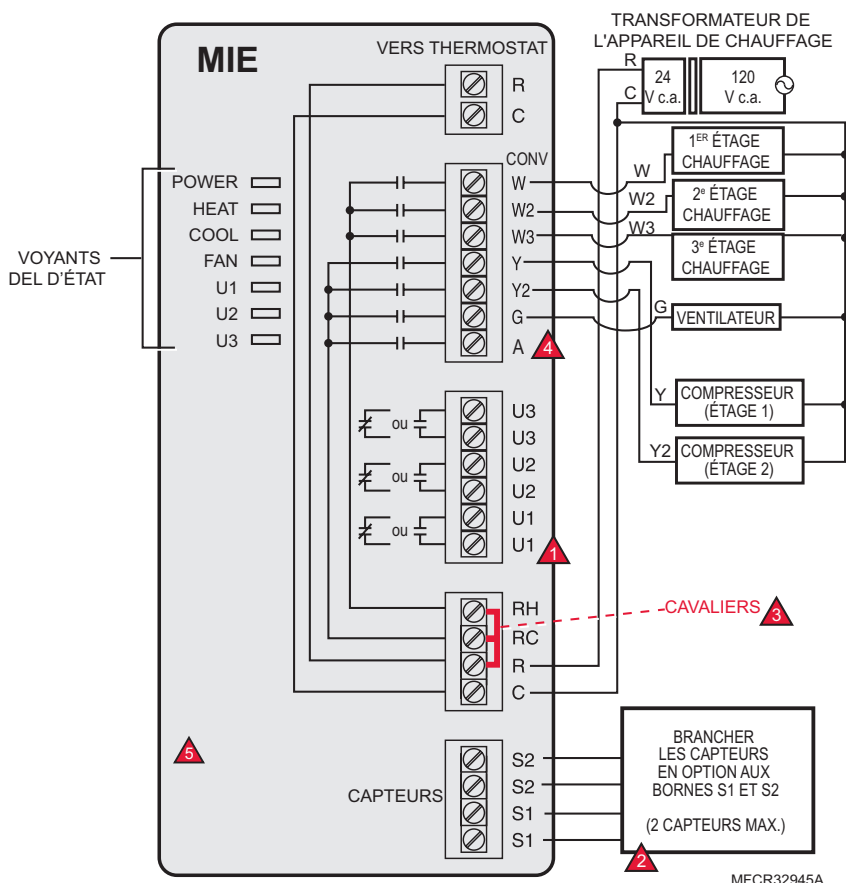 TRANSFORMATEUR DE
L'APPAREIL DE CHAUFFAGE
MIE
VERS THERMOSTAT
R
C
R
C
24
V c.a.
120
V c.a.
CONV
W
W2
W3
Y
Y2
G
A
4
POWER
HEAT
COOL
FAN
U1
U2
U3
VOYANTS
DEL D'ÉTAT
W
1ER ÉTAGE
CHAUFFAGE
W2
2e ÉTAGE
CHAUFFAGE
W3
3e ÉTAGE
CHAUFFAGE
G
VENTILATEUR
Y
COMPRESSEUR
(ÉTAGE 1)
Y2
COMPRESSEUR
(ÉTAGE 2)
ou
ou
ou
U3
U3
U2
U2
U1
U1
1
RH
RC
R
C
CAVALIERS
3
5
CAPTEURS
S2
S2
S1
S1
BRANCHER
LES CAPTEURS
EN OPTION AUX
BORNES S1 ET S2
(2 CAPTEURS MAX.)
2
MFCR32945A